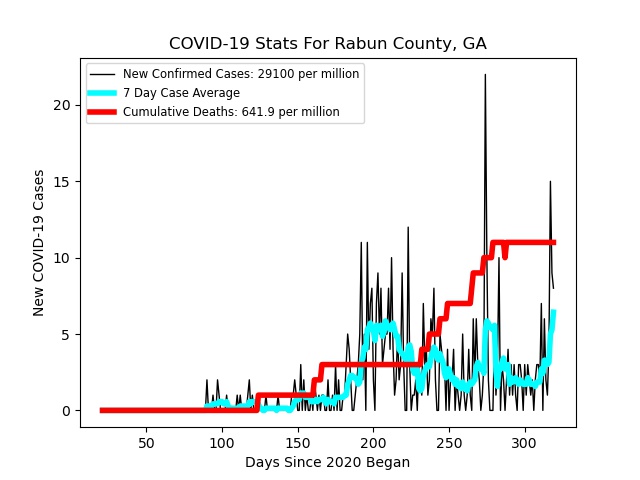 COVID-19 Stats For Rabun County, GA
New Confirmed Cases: 29100 per million
7 Day Case Average
Cumulative Deaths: 641.9 per million
New COVID-19 Cases
20
15
10
5
0
50 100 150 200 250 300
Days Since 2020 Began